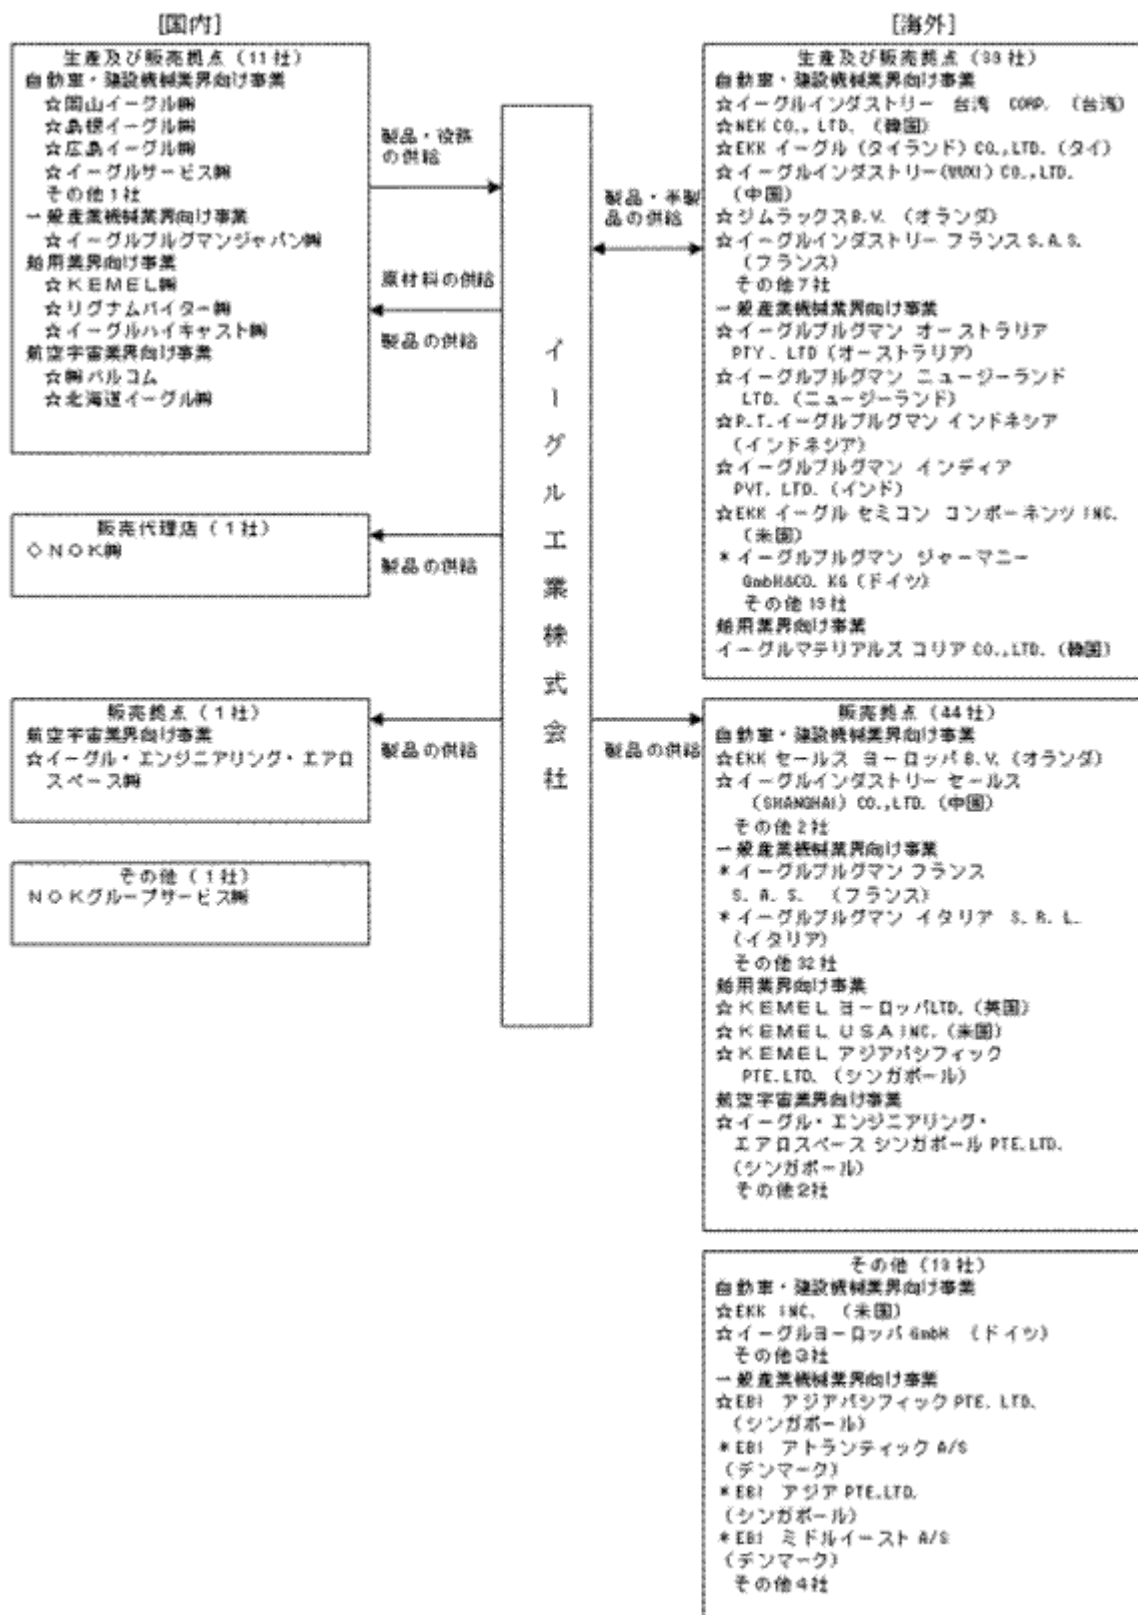 [国内]
生産及び販売拠点（11社）
自動車・建設機械業界向け事業
☆岡山イーグル㈱
☆島根イーグル㈱
☆広島イーグル㈱
☆イーグルサービス㈱
その他1社
一般産業機械業界向け事業
☆イーグルブルグマンジャパン㈱
舶用業界向け事業
☆ＫＥＭＥＬ㈱
☆リグナムバイター㈱
☆イーグルハイキャスト㈱
航空宇宙業界向け事業
☆㈱バルコム
☆北海道イーグル㈱
販売代理店（1社）
◇ＮＯＫ㈱
販売拠点（1社）
航空宇宙業界向け事業
☆イーグル・エンジニアリング・エアロ
スペース㈱
その他（1社）
ＮＯＫグループサービス㈱
製品・役務
の供給
原材料の供給
製品の供給
製品の供給
製品の供給
イーグル工業株式会社
製品・半製
品の供給
製品の供給
[海外]
生産及び販売拠点（39社）
自動車・建設機械業界向け事業
☆イーグルインダストリー 台湾 CORP.（台湾）
☆NEK CO., LTD.（韓国）
☆EKK イーグル（タイランド）CO.,LTD.（タイ）
☆イーグルインダストリー(WUXI) CO.,LTD.
（中国）
☆ジムラックスB.V.（オランダ）
☆イーグルインダストリー フランス S.A.S.
（フランス）
その他7社
一般産業機械業界向け事業
☆イーグルブルグマン オーストラリア
PTY. LTD（オーストラリア）
☆イーグルブルグマン ニュージーランド
LTD.（ニュージーランド）
☆P.T.イーグルブルグマン インドネシア
（インドネシア）
☆イーグルブルグマン インディア
PVT. LTD.（インド）
☆EKK イーグル セミコン コンポーネンツ INC.
（米国）
＊イーグルブルグマン ジャーマニー
GmbH&CO. KG（ドイツ）
その他19社
舶用業界向け事業
イーグルマテリアルズ コリア CO.,LTD.（韓国）
販売拠点（44社）
自動車・建設機械業界向け事業
☆EKK セールス ヨーロッパ B.V.（オランダ）
☆イーグルインダストリー セールス
（SHANGHAI）CO.,LTD.（中国）
その他2社
一般産業機械業界向け事業
＊イーグルブルグマン フランス
S. A. S. （フランス）
＊イーグルブルグマン イタリア S. R. L.
（イタリア）
その他32社
舶用業界向け事業
☆ＫＥＭＥＬ ヨーロッパLTD.（英国）
☆ＫＥＭＥＬ ＵＳＡ INC.（米国）
☆ＫＥＭＥＬ アジアパシフィック
PTE.LTD.（シンガポール）
航空宇宙業界向け事業
☆イーグル・エンジニアリング・
エアロスペース シンガポール PTE.LTD.
（シンガポール）
その他2社
その他（13社）
自動車・建設機械業界向け事業
☆EKK INC. （米国）
☆イーグルヨーロッパ GmbH （ドイツ）
その他3社
一般産業機械業界向け事業
☆EBI アジアパシフィック PTE. LTD.
（シンガポール）
＊EBI アトランティック A/S
（デンマーク）
＊EBI アジア PTE.LTD.
（シンガポール）
＊EBI ミドルイースト A/S
（デンマーク）
その他4社